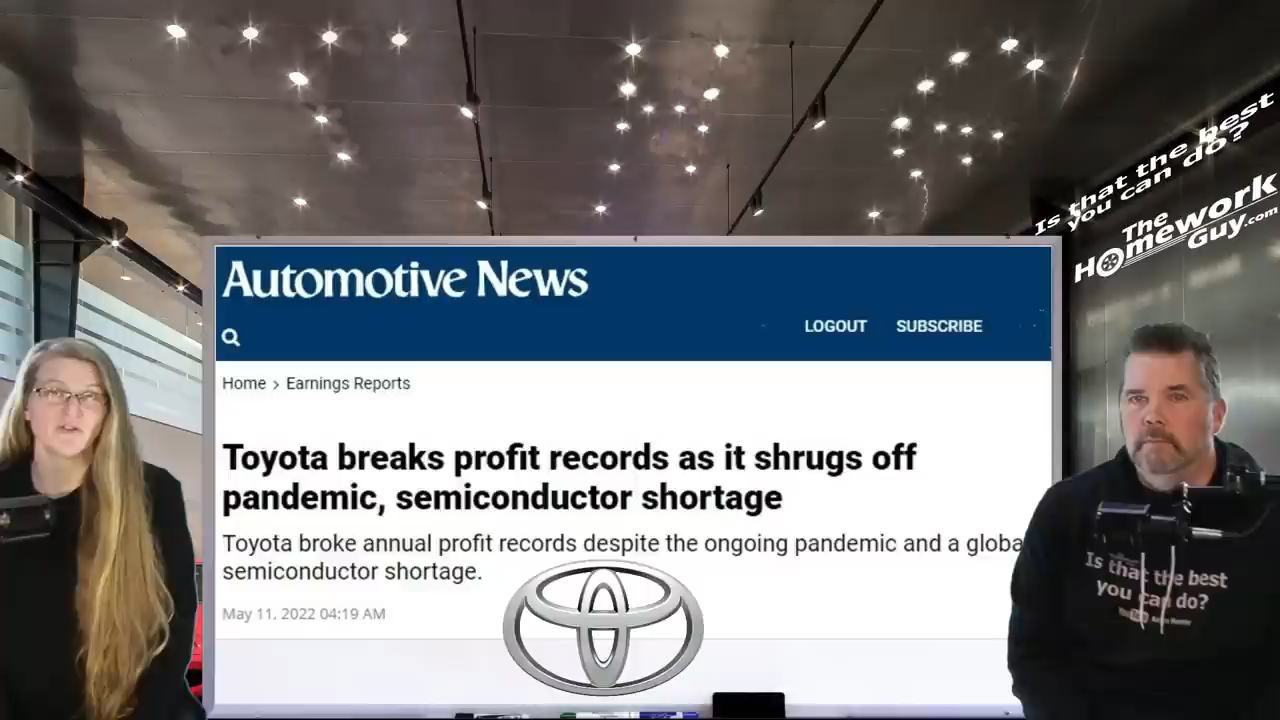 Is that the best
you can do?
The
Homework
Guy.com
Automotive News
LOGOUT SUBSCRIBE
Home > Earnings Reports
Toyota breaks profit records as it shrugs off
pandemic, semiconductor shortage
Toyota broke annual profit records despite the ongoing pandemic and a globa
semiconductor shortage.
May 11, 2022 04:19 AM
Is that the best
you can do?